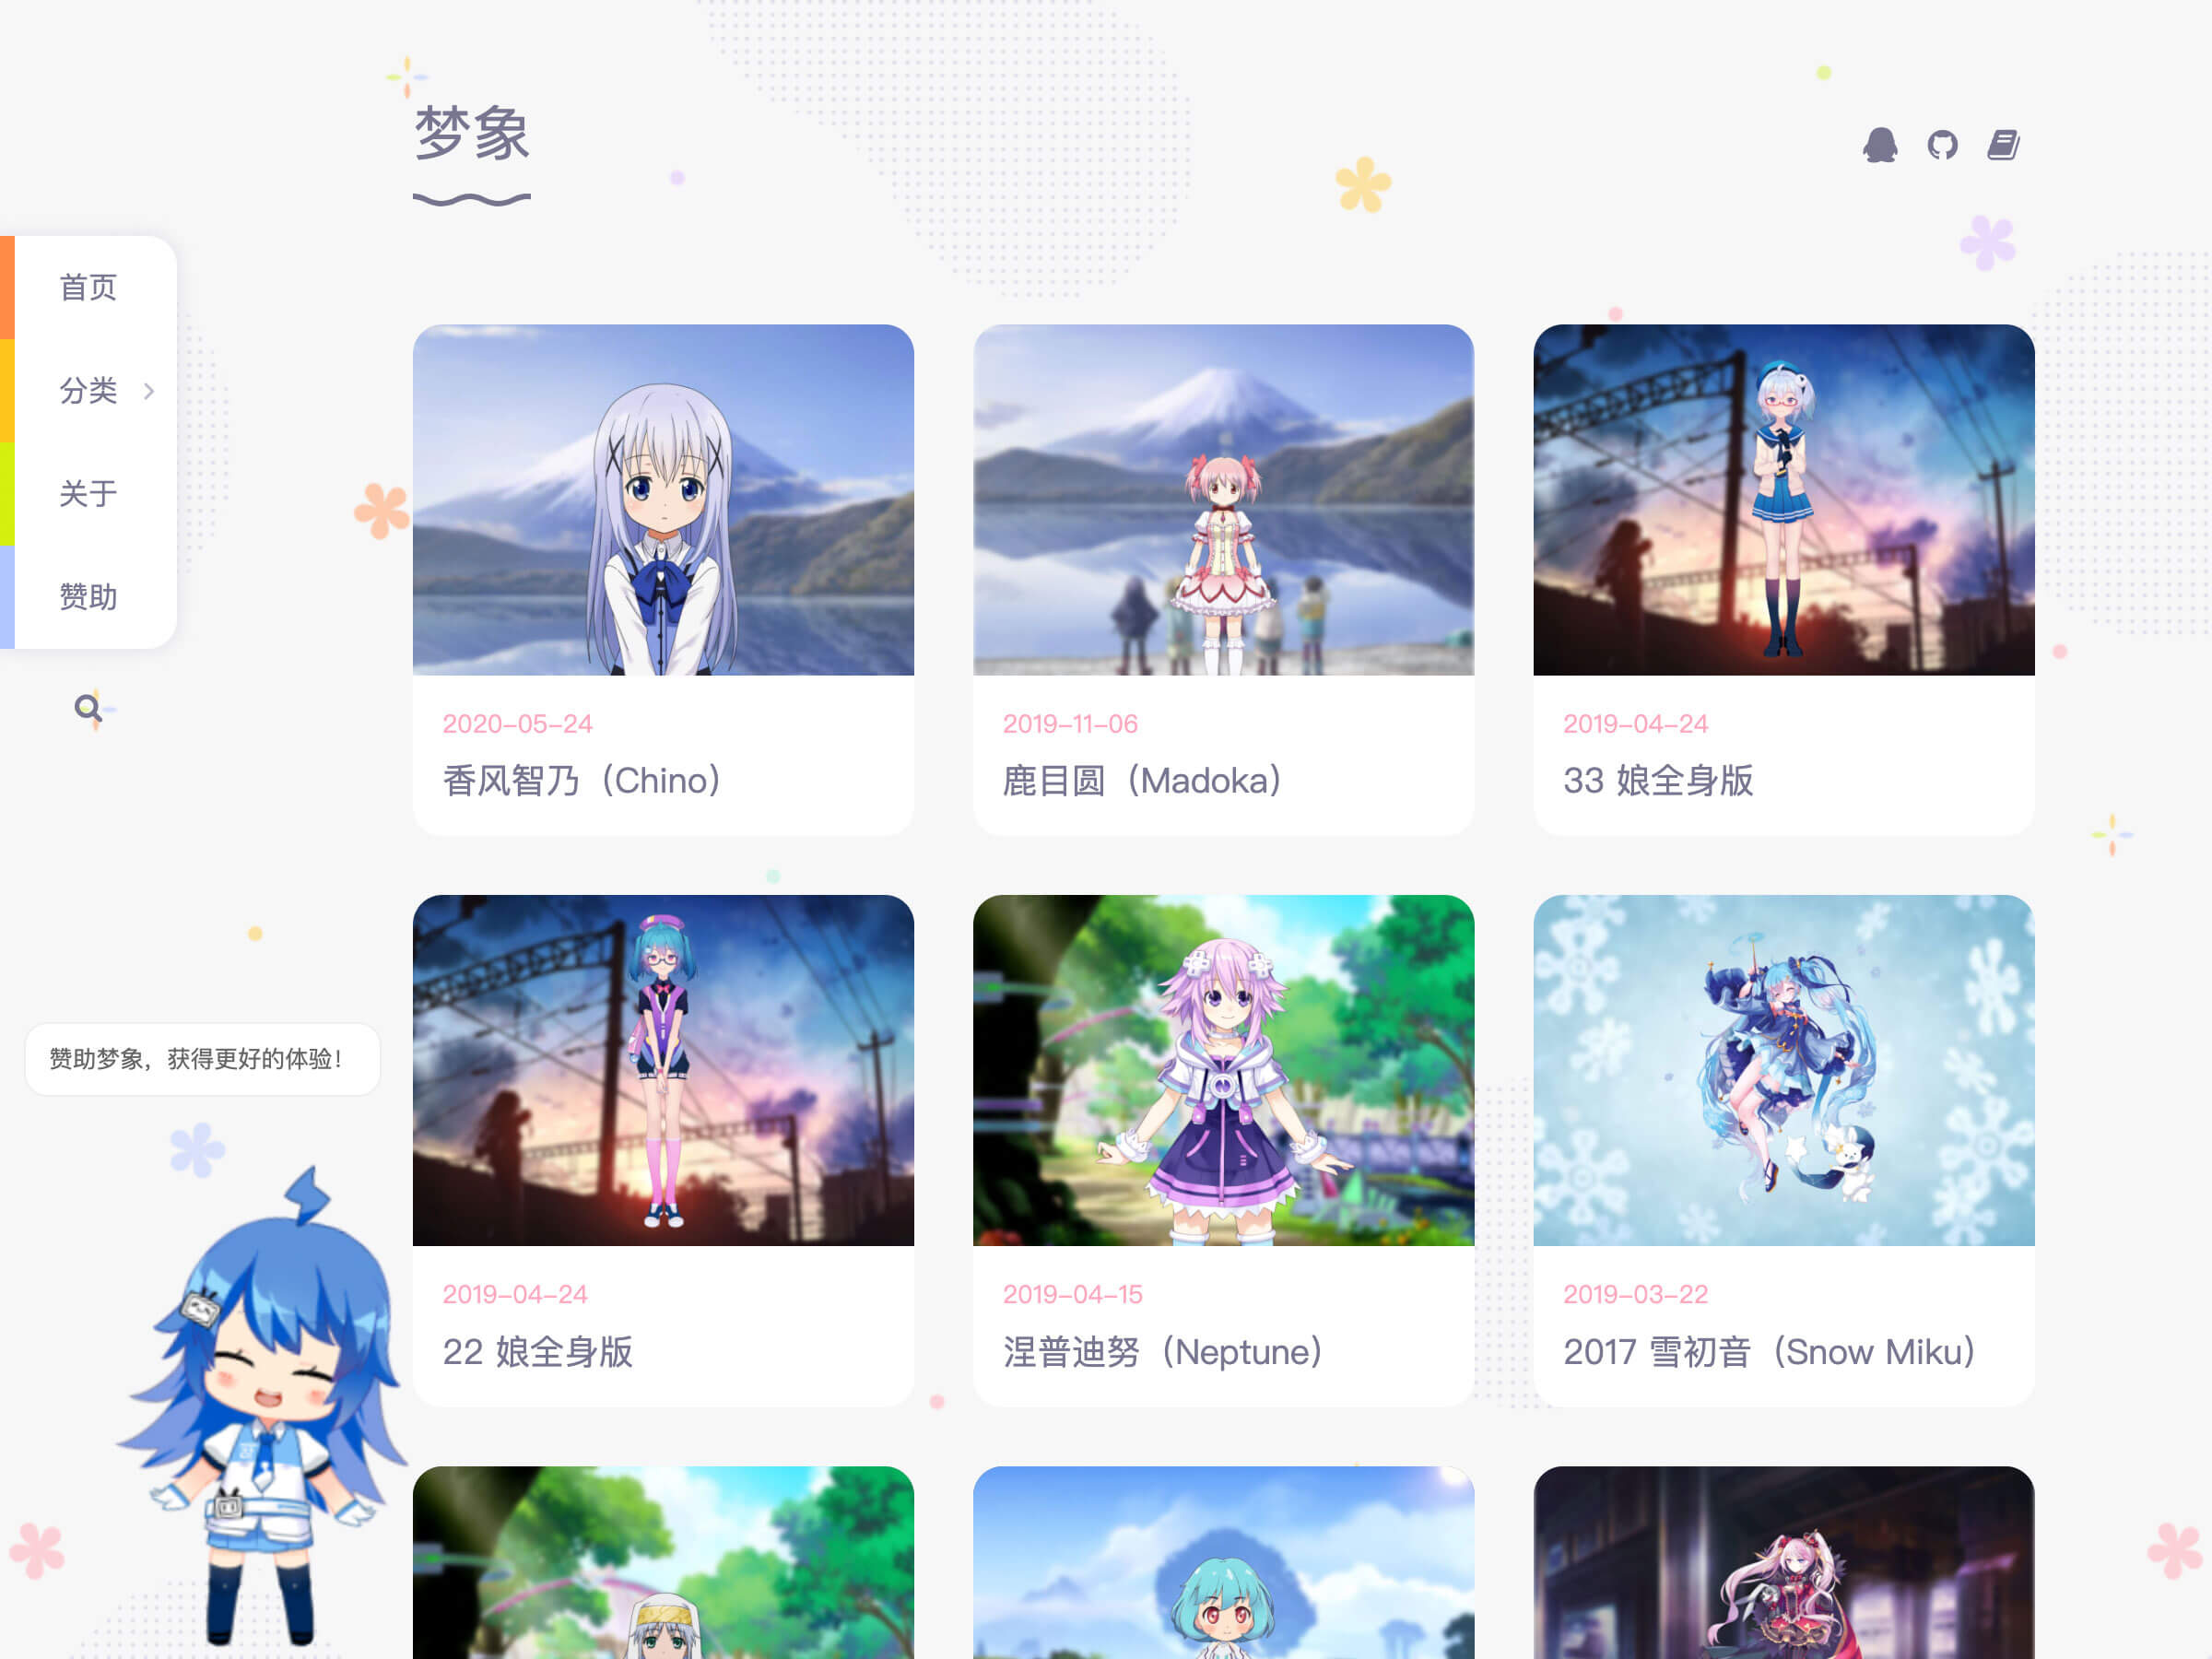 梦象
首页
分类
关于
赞助
2020-05-24
香风智乃（Chino）
2019-11-06
鹿目圆（Madoka）
2019-04-24
33 娘全身版
2019-04-24
22 娘全身版
2019-04-15
涅普迪努（Neptune）
2019-03-22
2017 雪初音（Snow Miku）
赞助梦象，获得更好的体验！